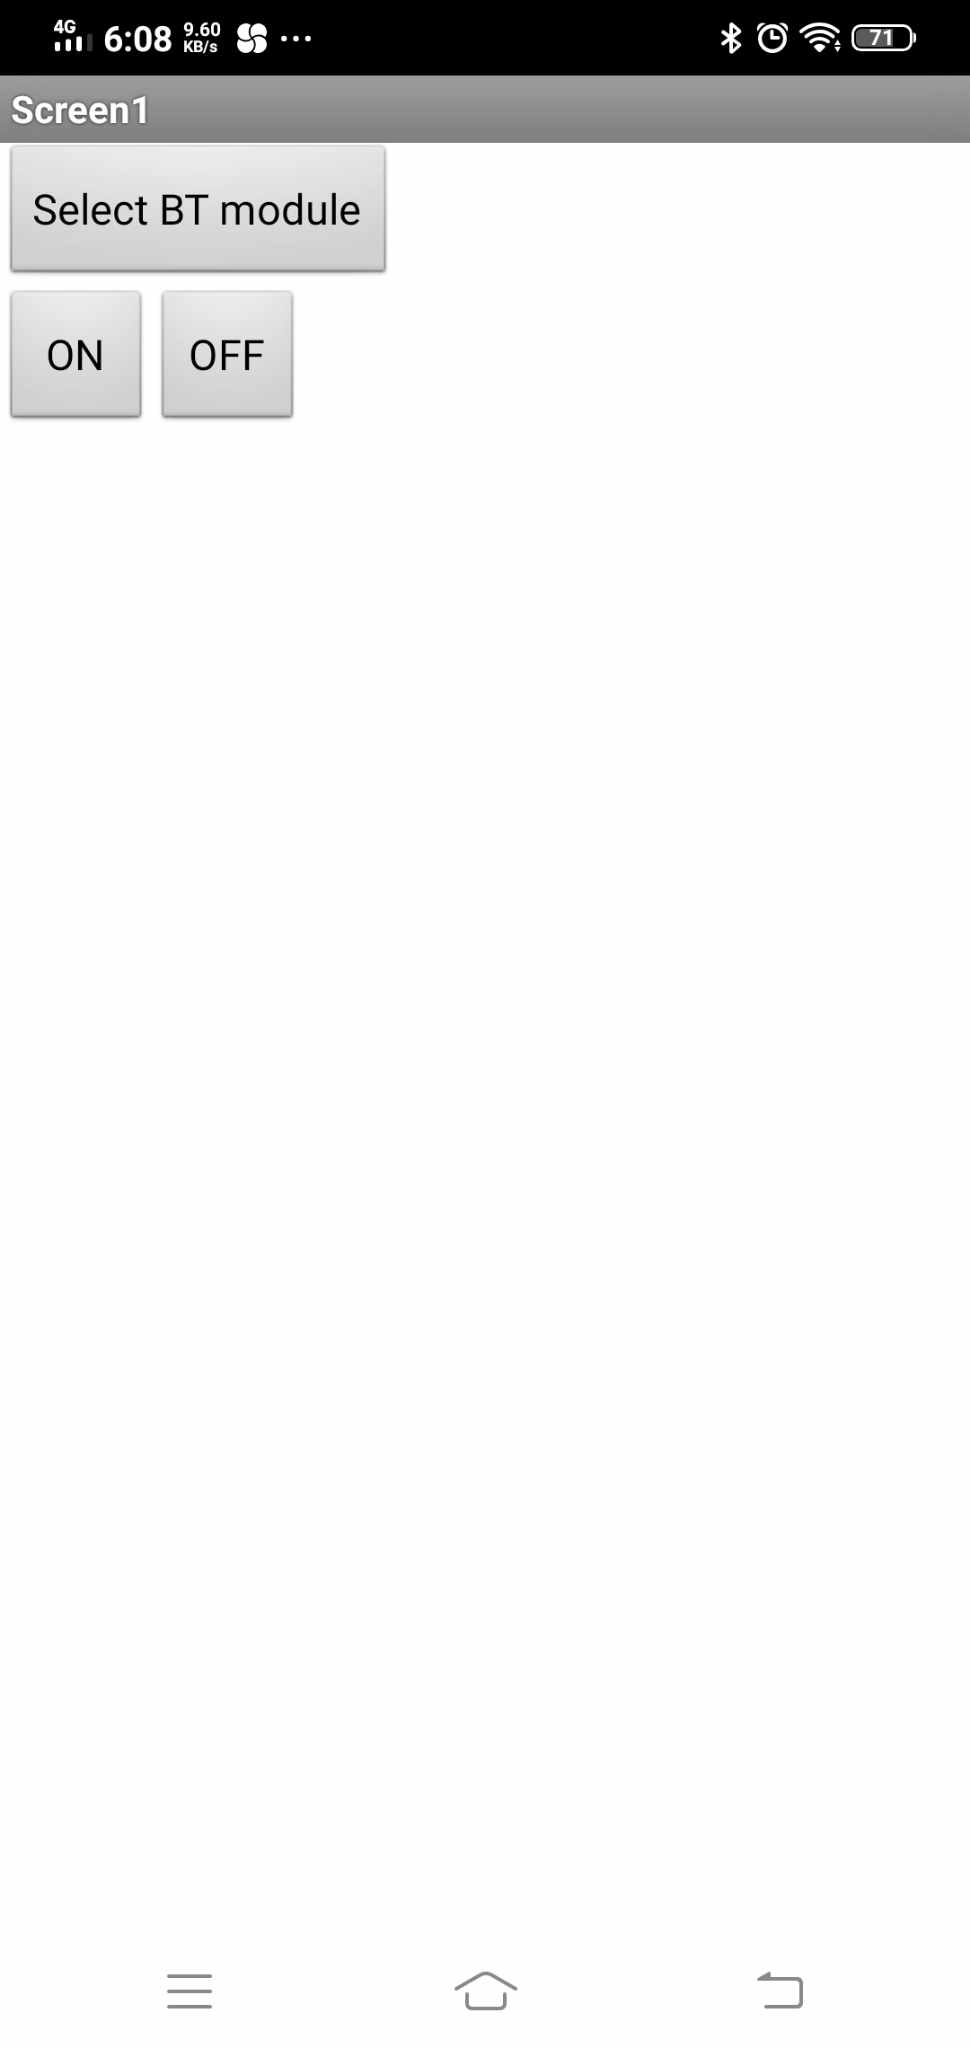 4G 6:08 9.60 KB/s 71
Screen1
Select BT module
ON OFF